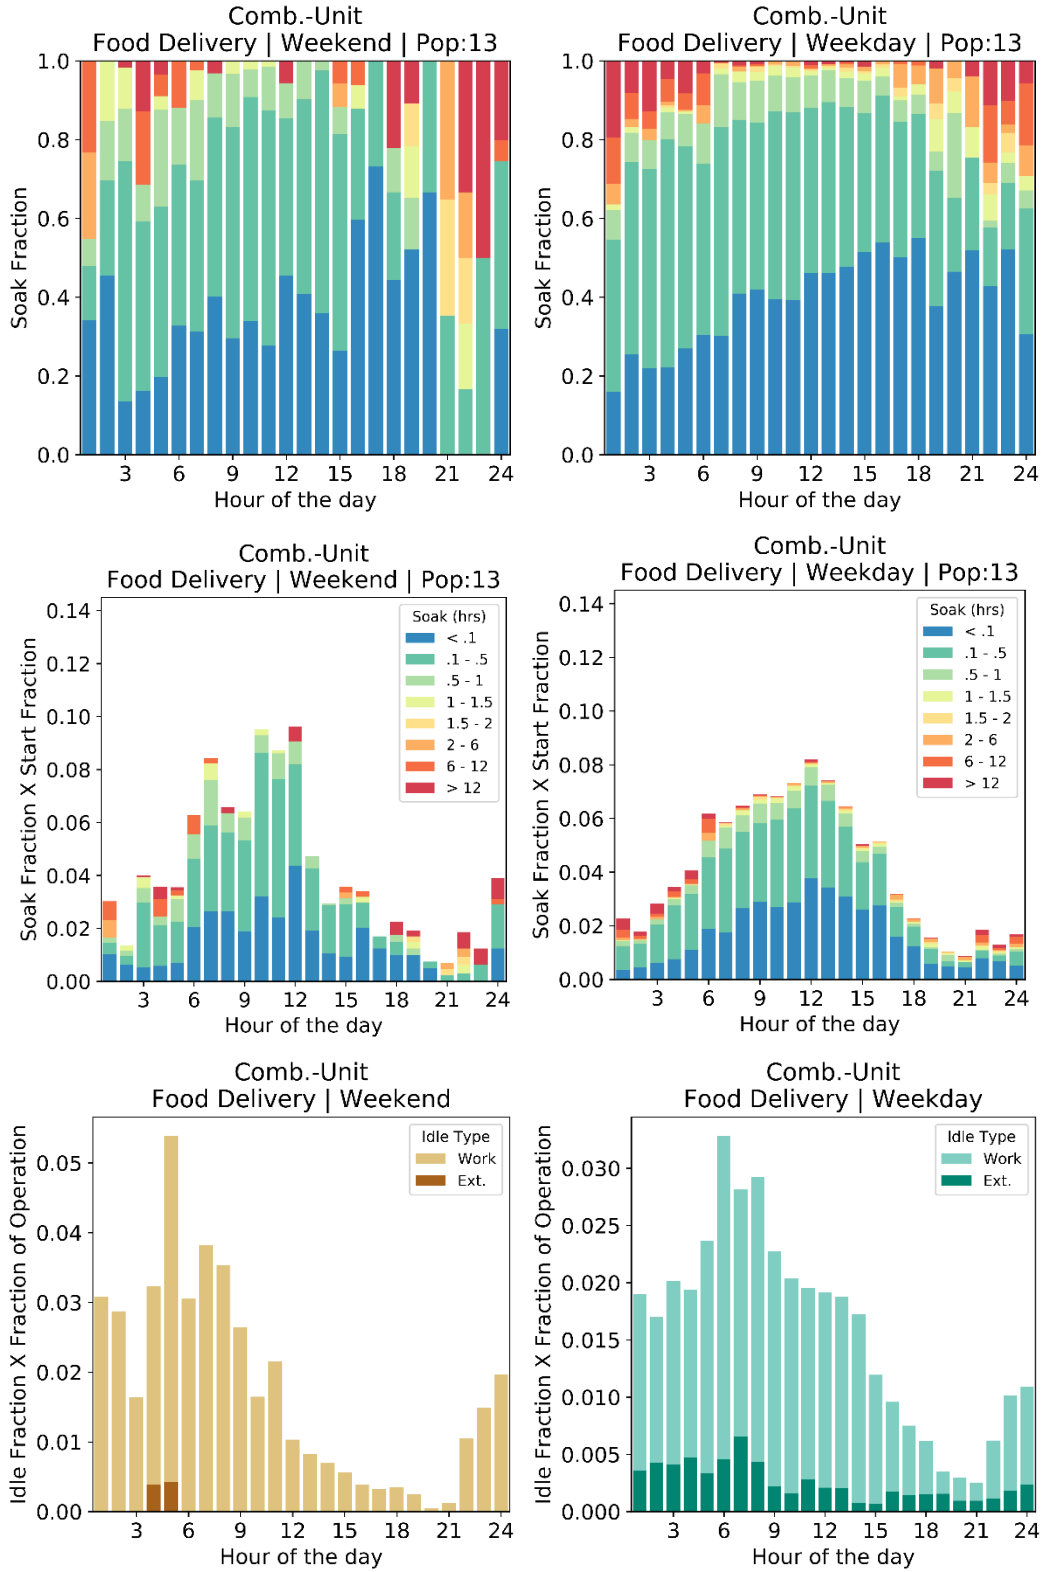 Comb.-Unit
Food Delivery | Weekend | Pop:13
1.0
0.8
0.6
0.4
0.2
0.0
Soak Fraction
3 6 9 12 15 18 21 24
Hour of the day
Comb.-Unit
Food Delivery | Weekday | Pop:13
1.0
0.8
0.6
0.4
0.2
0.0
Soak Fraction
3 6 9 12 15 18 21 24
Hour of the day
Comb.-Unit
Food Delivery | Weekend | Pop:13
0.14
0.12
0.10
0.08
0.06
0.04
0.02
0.00
Soak Fraction X Start Fraction
Soak (hrs)
< .1
.1 - .5
.5 - 1
1 - 1.5
1.5 - 2
2 - 6
6 - 12
> 12
3 6 9 12 15 18 21 24
Hour of the day
Comb.-Unit
Food Delivery | Weekday | Pop:13
0.14
0.12
0.10
0.08
0.06
0.04
0.02
0.00
Soak Fraction X Start Fraction
Soak (hrs)
< .1
.1 - .5
.5 - 1
1 - 1.5
1.5 - 2
2 - 6
6 - 12
> 12
3 6 9 12 15 18 21 24
Hour of the day
Comb.-Unit
Food Delivery | Weekend
0.05
0.04
0.03
0.02
0.01
0.00
Idle Fraction X Fraction of Operation
Idle Type
Work
Ext.
3 6 9 12 15 18 21 24
Hour of the day
Comb.-Unit
Food Delivery | Weekday
0.030
0.025
0.020
0.015
0.010
0.005
0.000
Idle Fraction X Fraction of Operation
Idle Type
Work
Ext.
3 6 9 12 15 18 21 24
Hour of the day